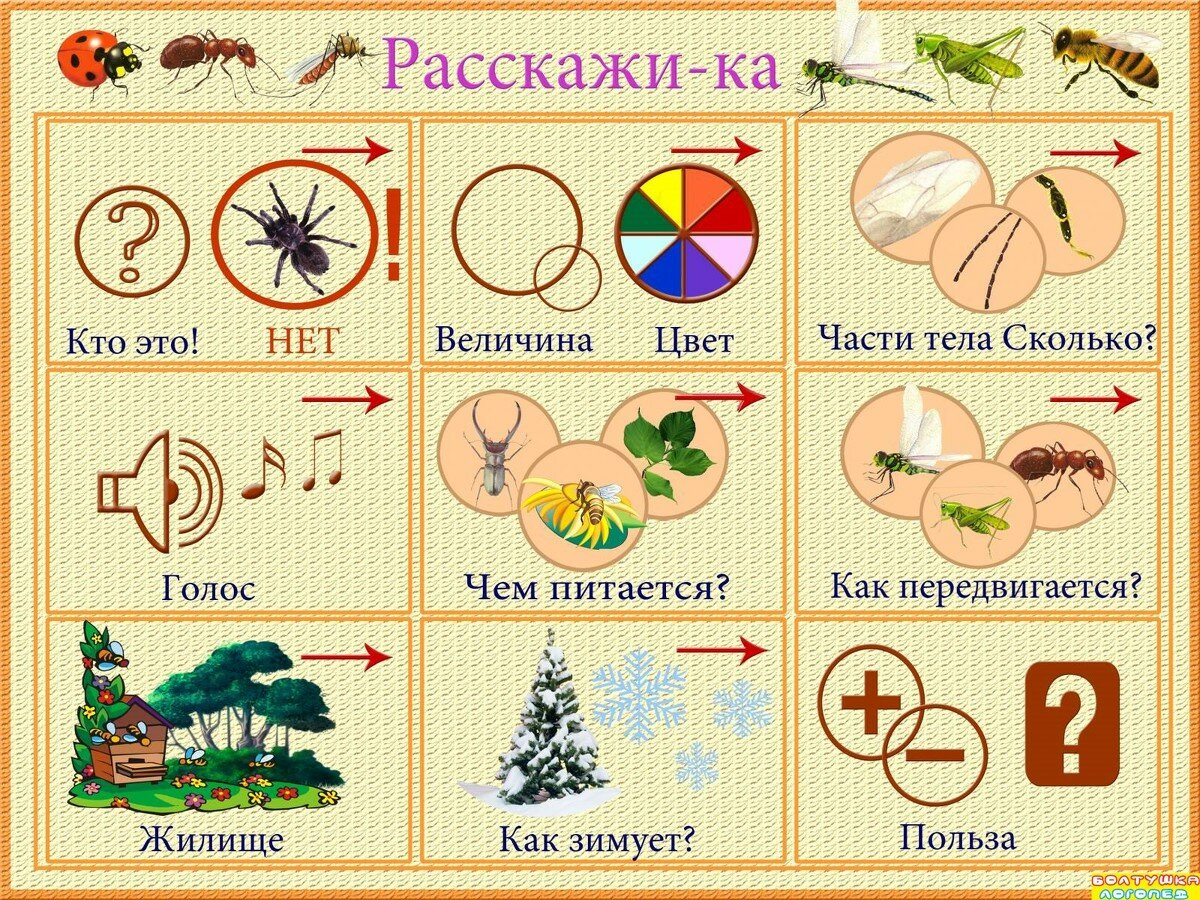 Расскажи-ка
Кто это! НЕТ
Величина Цвет
Части тела Сколько?
Голос
Чем питается?
Как передвигается?
Жилище
Как зимует?
Польза
БОЛТУШКА
ЛОГОПЕД